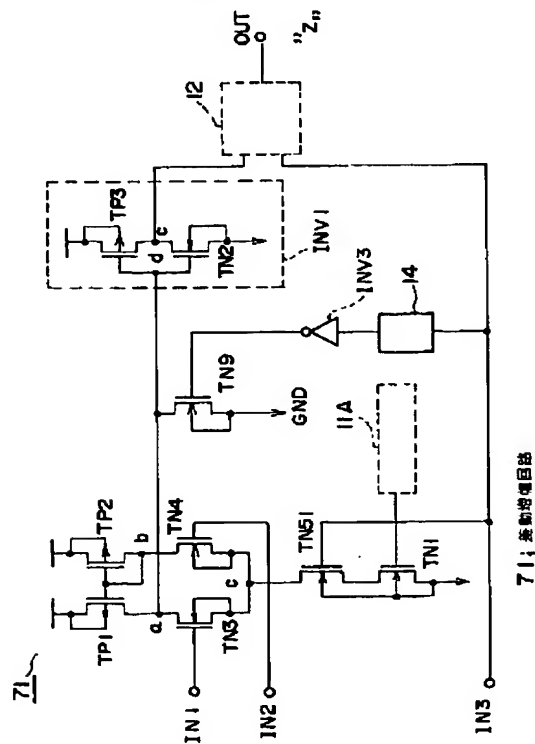 71
TP1
TP2
a
b
TN3
TN4
c
IN1
IN2
TN51
TN1
11A
IN3
TN9
GND
INV3
14
TP3
d
c
TN2
INV1
12
OUT
"Z"
71; 差動増幅回路